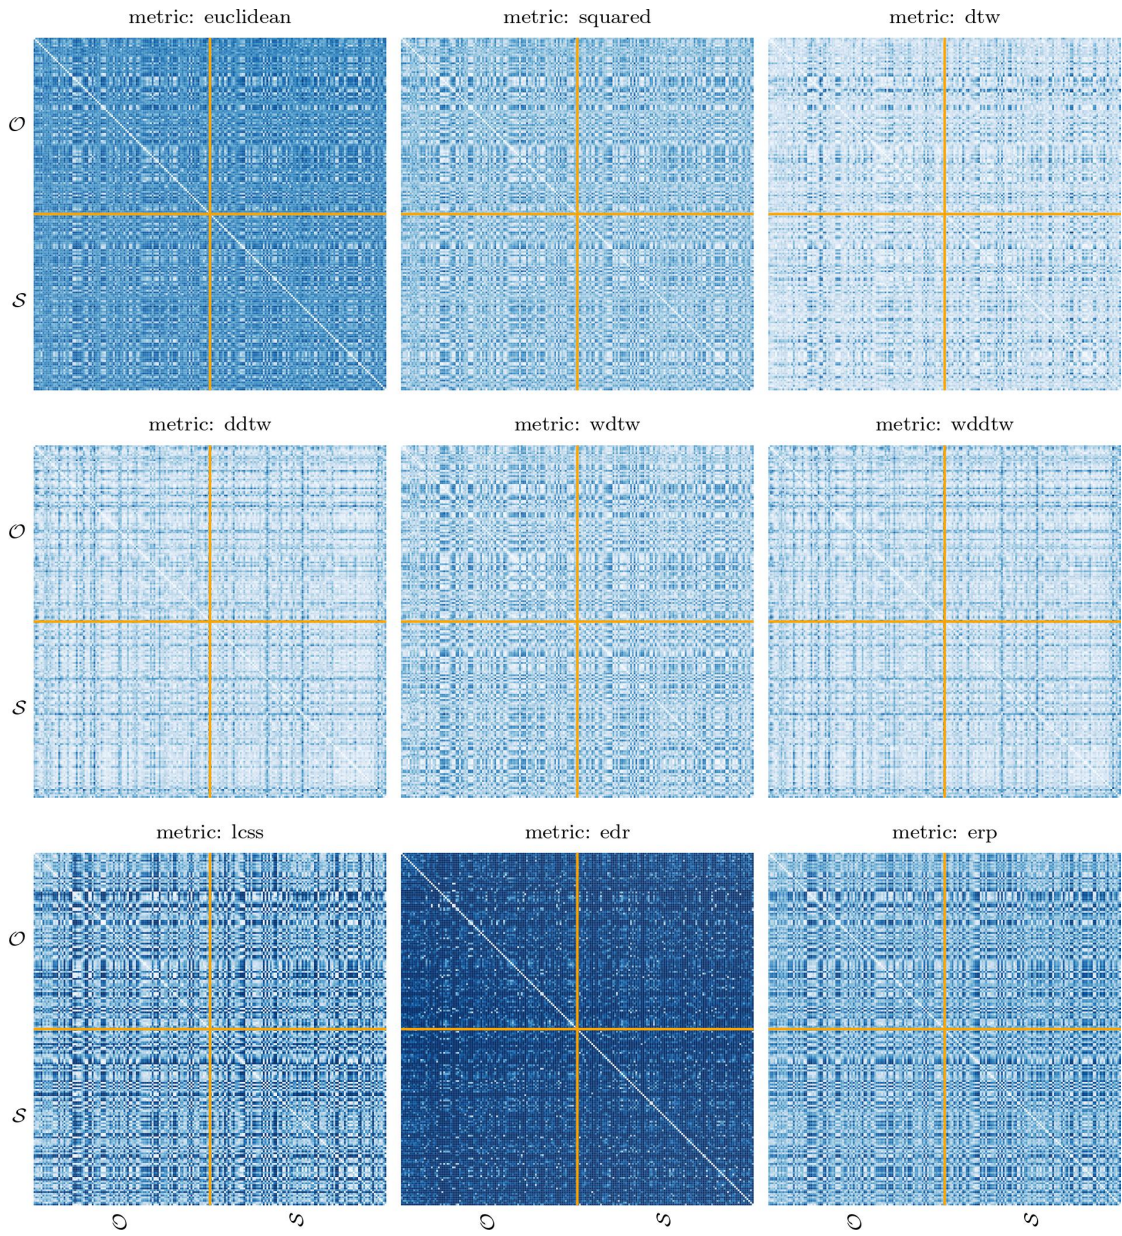 metric: euclidean
metric: squared
metric: dtw
𝒪
𝒮
metric: ddtw
metric: wdtw
metric: wddtw
𝒪
𝒮
metric: lcss
metric: edr
metric: erp
𝒪
𝒮
𝒪
𝒮
𝒪
𝒮
𝒪
𝒮